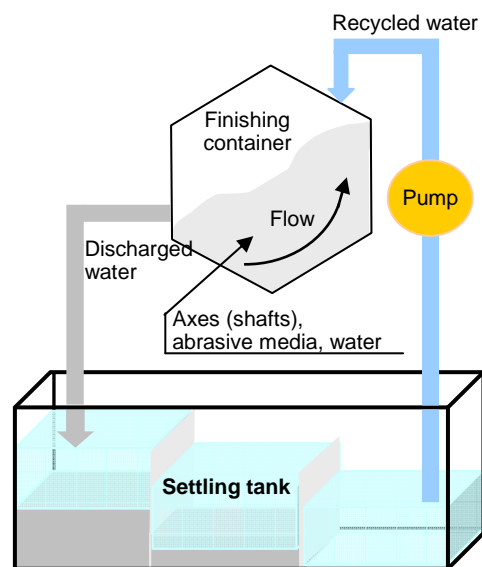 Recycled water
Finishing
container
Pump
Flow
Discharged
water
Axes (shafts),
abrasive media, water
Settling tank